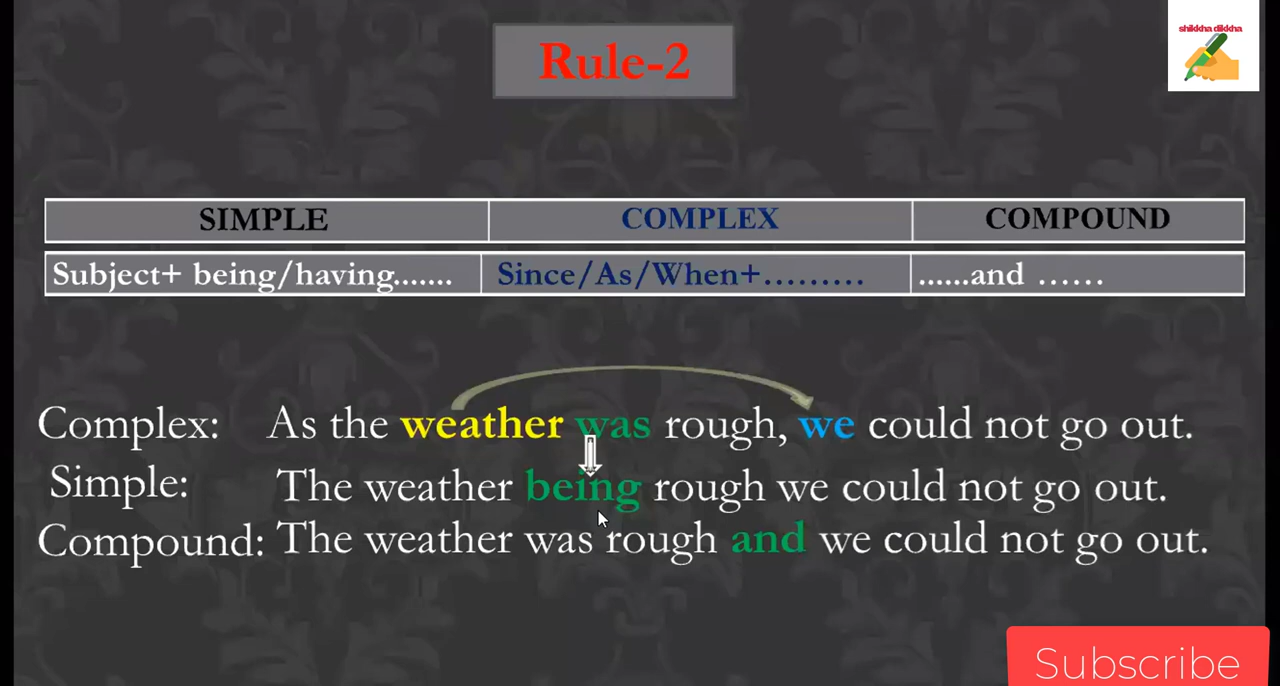 shikkha dikkha
Rule-2
SIMPLE COMPLEX COMPOUND
Subject+ being/having....... Since/As/When+......... ......and ......
Complex: As the weather was rough, we could not go out.
Simple: The weather being rough we could not go out.
Compound: The weather was rough and we could not go out.
Subscribe